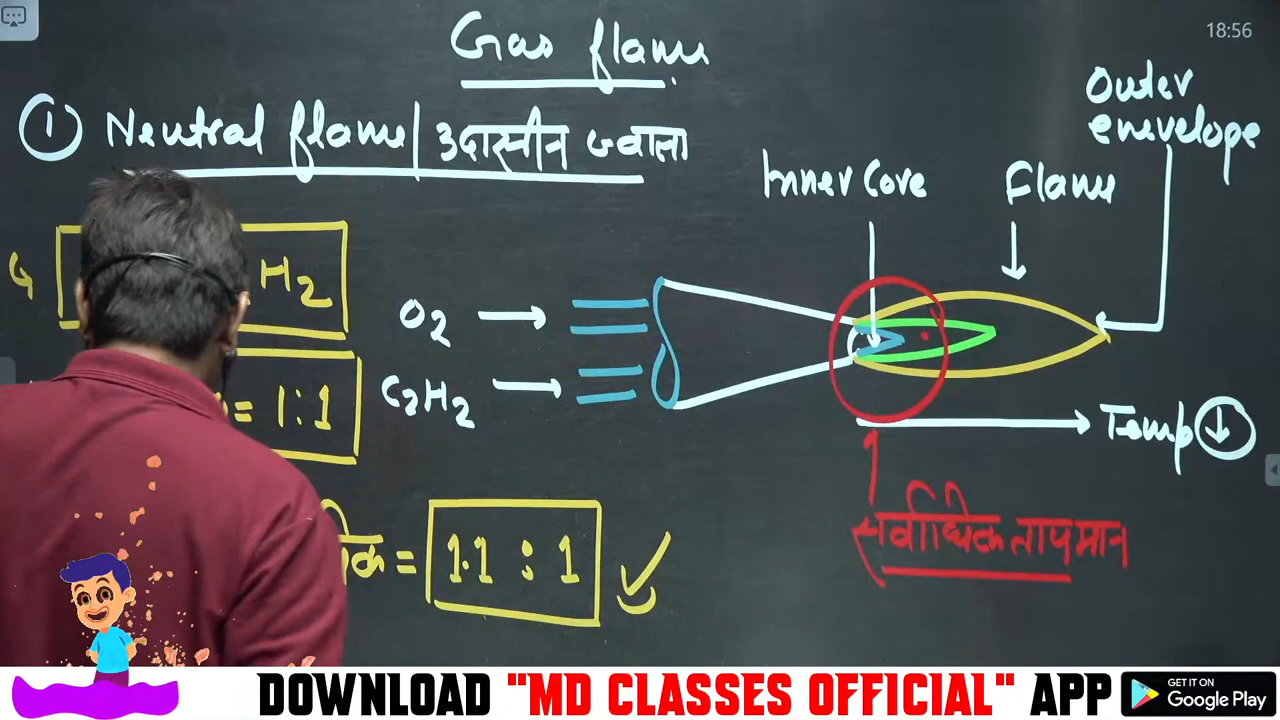 18:56
Gas flame
① Neutral flame/उदासीन ज्वाला
Outer
enevelope
Inner Core
Flame
H2
O2
C2H2
= 1:1
Temp ↓
सर्वाधिक तापमान
िक = 1.1 : 1 ✓
DOWNLOAD "MD CLASSES OFFICIAL" APP
GET IT ON
Google Play